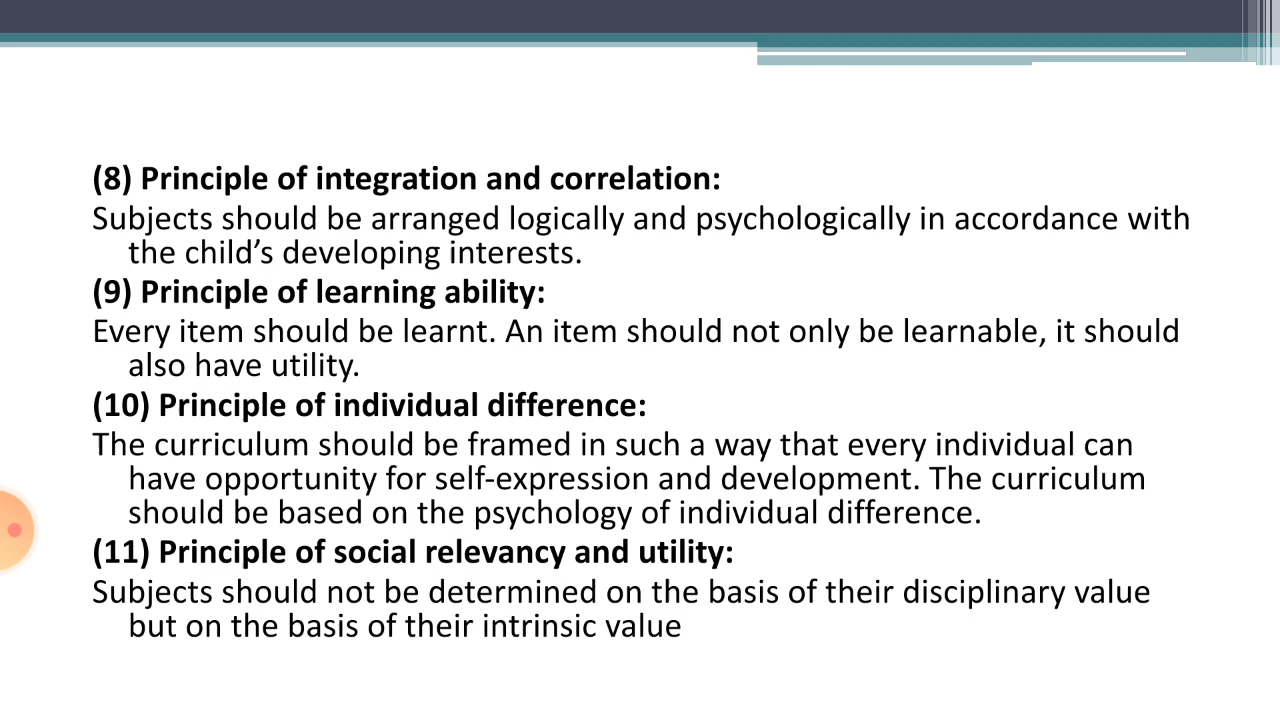 (8) Principle of integration and correlation:
Subjects should be arranged logically and psychologically in accordance with
the child’s developing interests.
(9) Principle of learning ability:
Every item should be learnt. An item should not only be learnable, it should
also have utility.
(10) Principle of individual difference:
The curriculum should be framed in such a way that every individual can
have opportunity for self-expression and development. The curriculum
should be based on the psychology of individual difference.
(11) Principle of social relevancy and utility:
Subjects should not be determined on the basis of their disciplinary value
but on the basis of their intrinsic value